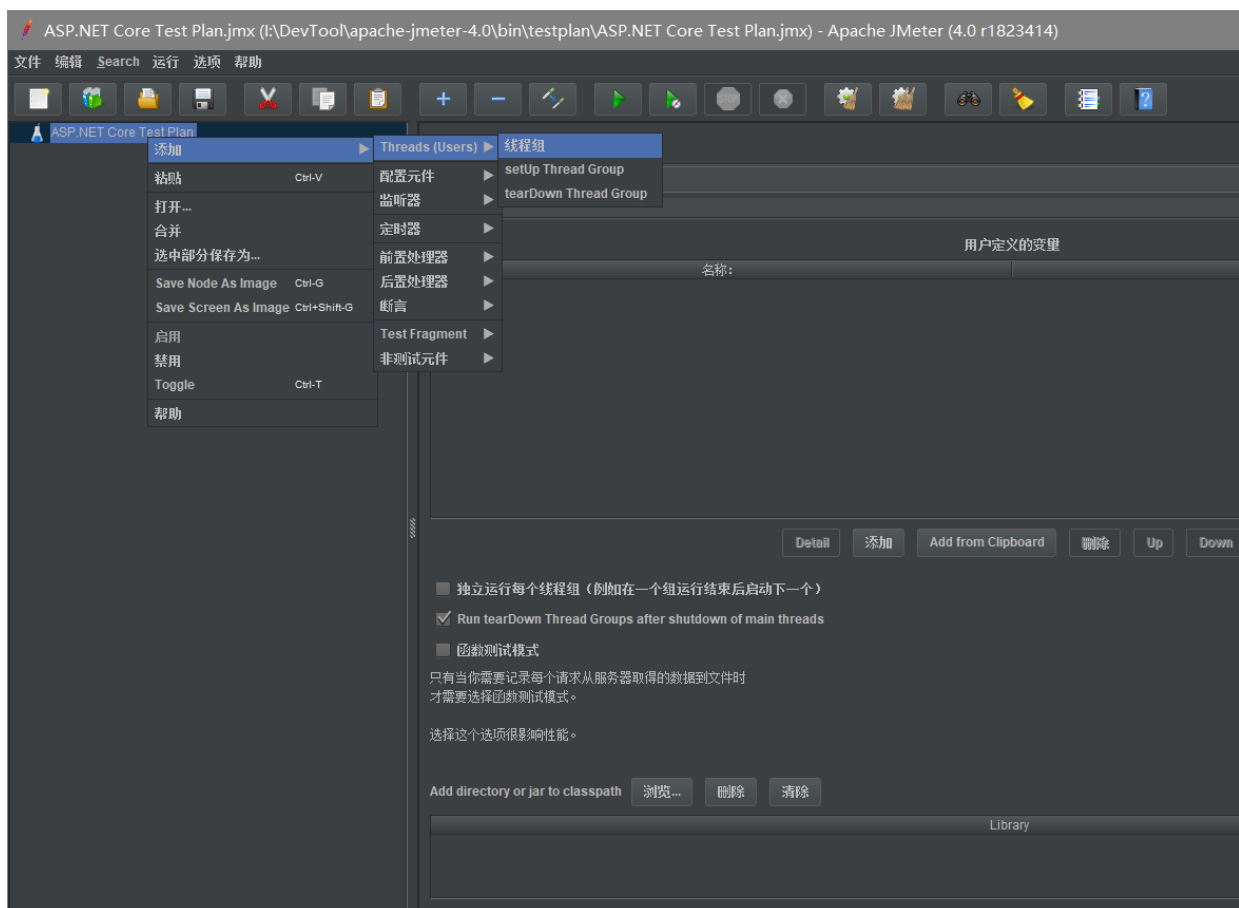 ASP.NET Core Test Plan.jmx (I:\DevTool\apache-jmeter-4.0\bin\testplan\ASP.NET Core Test Plan.jmx) - Apache JMeter (4.0 r1823414)
文件 编辑 Search 运行 选项 帮助
ASP.NET Core Test Plan
添加
粘贴 Ctrl-V
打开...
合并
选中部分保存为...
Save Node As Image Ctrl-G
Save Screen As Image Ctrl+Shift-G
启用
禁用
Toggle Ctrl-T
帮助
Threads (Users)
配置元件
监听器
定时器
前置处理器
后置处理器
断言
Test Fragment
非测试元件
线程组
setUp Thread Group
tearDown Thread Group
用户定义的变量
名称:
Detail 添加 Add from Clipboard 删除 Up Down
独立运行每个线程组（例如在一个组运行结束后启动下一个）
Run tearDown Thread Groups after shutdown of main threads
函数测试模式
只有当你需要记录每个请求从服务器取得的数据到文件时
才需要选择函数测试模式。
选择这个选项很影响性能。
Add directory or jar to classpath 浏览... 删除 清除
Library